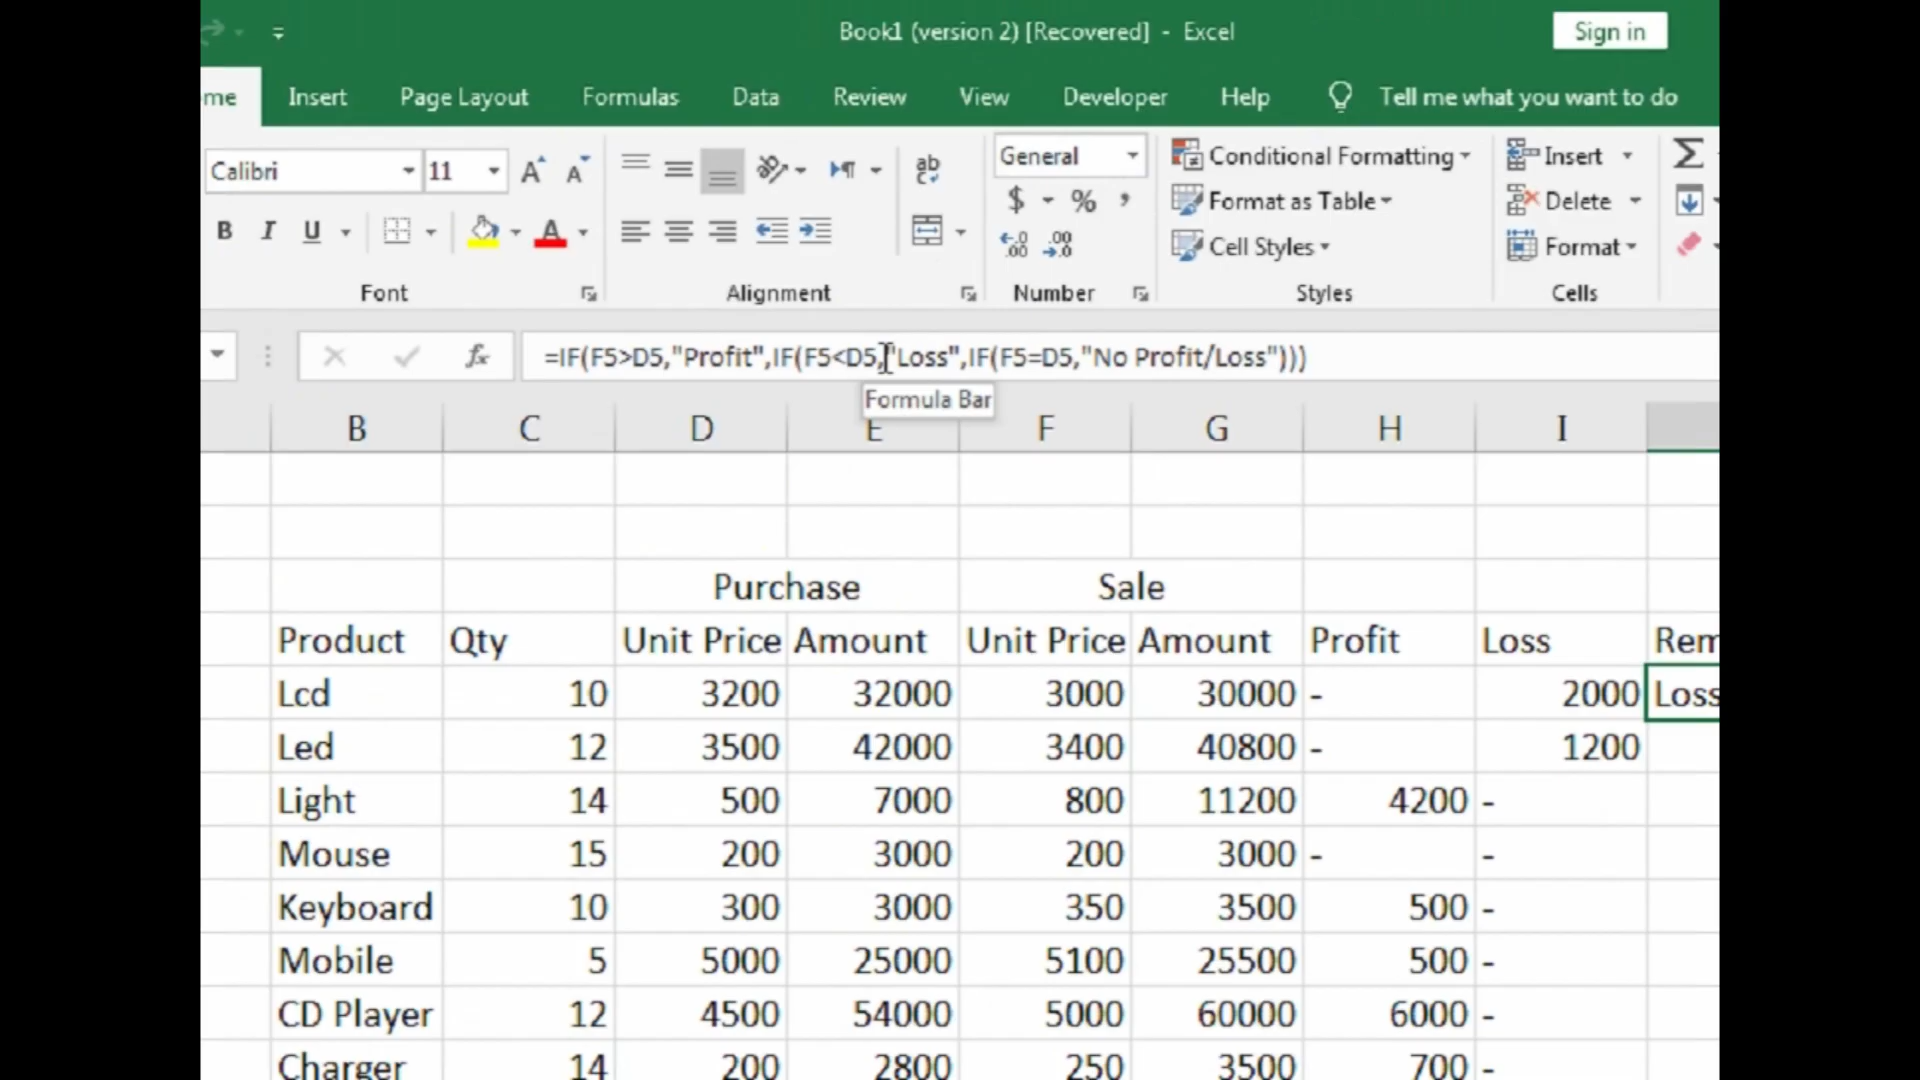 Book1 (version 2) [Recovered] - Excel
Sign in
me Insert Page Layout Formulas Data Review View Developer Help Tell me what you want to do
Calibri 11 General Conditional Formatting Insert
Format as Table Delete
Cell Styles Format
Font Alignment Number Styles Cells
=IF(F5>D5,"Profit",IF(F5<D5,"Loss",IF(F5=D5,"No Profit/Loss")))
Formula Bar
B C D E F G H I
Purchase Sale
Product Qty Unit Price Amount Unit Price Amount Profit Loss Rem
Lcd 10 3200 32000 3000 30000 - 2000 Loss
Led 12 3500 42000 3400 40800 - 1200
Light 14 500 7000 800 11200 4200 -
Mouse 15 200 3000 200 3000 - -
Keyboard 10 300 3000 350 3500 500 -
Mobile 5 5000 25000 5100 25500 500 -
CD Player 12 4500 54000 5000 60000 6000 -
Charger 14 200 2800 250 3500 700 -